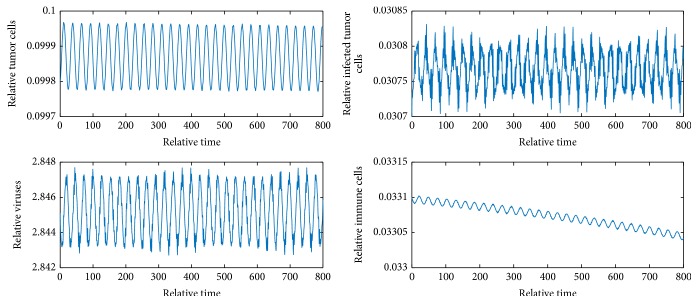 Relative tumor cells
0.1
0.0999
0.0998
0.0997
0 100 200 300 400 500 600 700 800
Relative time
Relative infected tumor
cells
0.03085
0.0308
0.03075
0.0307
0 100 200 300 400 500 600 700 800
Relative time
Relative viruses
2.848
2.846
2.844
2.842
0 100 200 300 400 500 600 700 800
Relative time
Relative immune cells
0.03315
0.0331
0.03305
0.033
0 100 200 300 400 500 600 700 800
Relative time